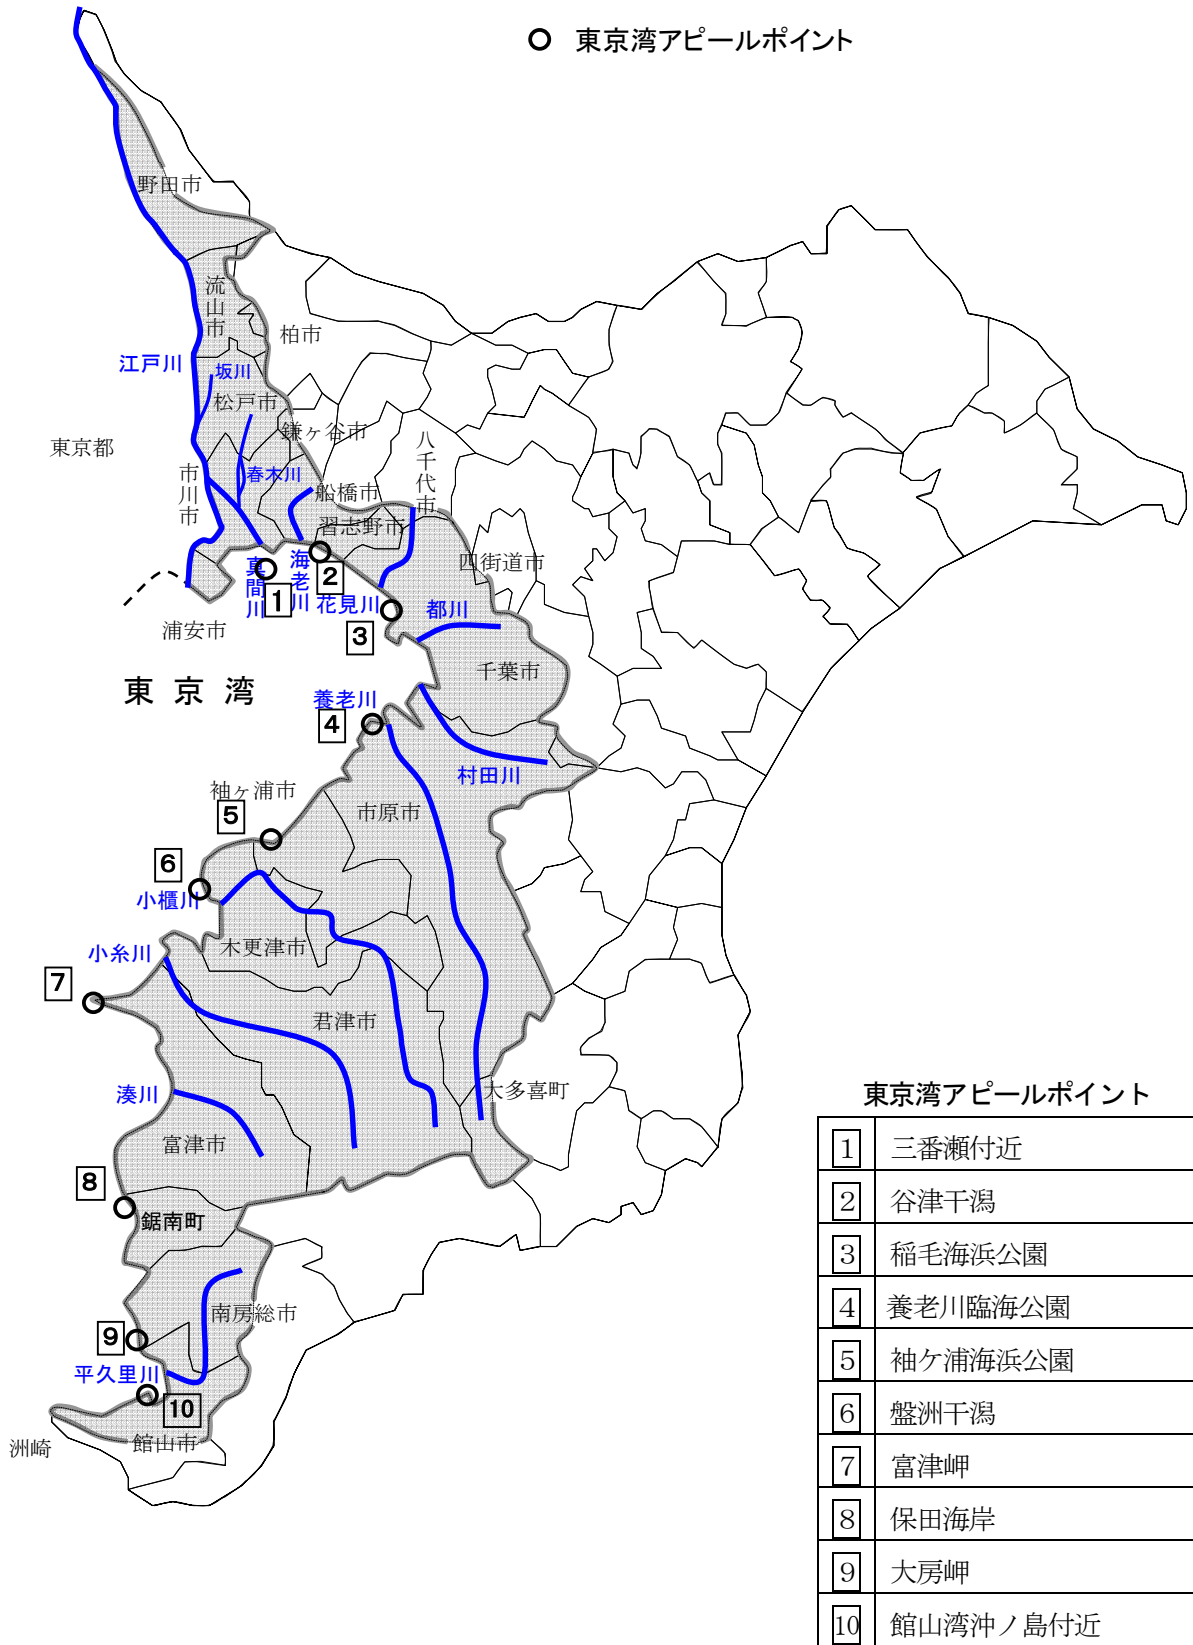 ○ 東京湾アピールポイント
野田市
流山市
柏市
江戸川
坂川
松戸市
鎌ヶ谷市
東京都
八千代市
市川市
春木川
船橋市
習志野市
四街道市
真間川
海老川
2
1
花見川
都川
浦安市
3
千葉市
東京湾
養老川
4
村田川
袖ヶ浦市
市原市
5
6
小櫃川
木更津市
小糸川
7
君津市
湊川
大多喜町
富津市
8
鋸南町
南房総市
9
平久里川
10
館山市
洲崎
東京湾アピールポイント
1 三番瀬付近
2 谷津干潟
3 稲毛海浜公園
4 養老川臨海公園
5 袖ケ浦海浜公園
6 盤洲干潟
7 富津岬
8 保田海岸
9 大房岬
10 館山湾沖ノ島付近